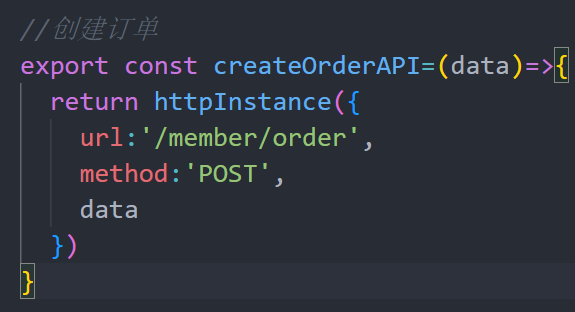 //创建订单
export const createOrderAPI=(data)=>{
  return httpInstance({
    url:'/member/order',
    method:'POST',
    data
  })
}